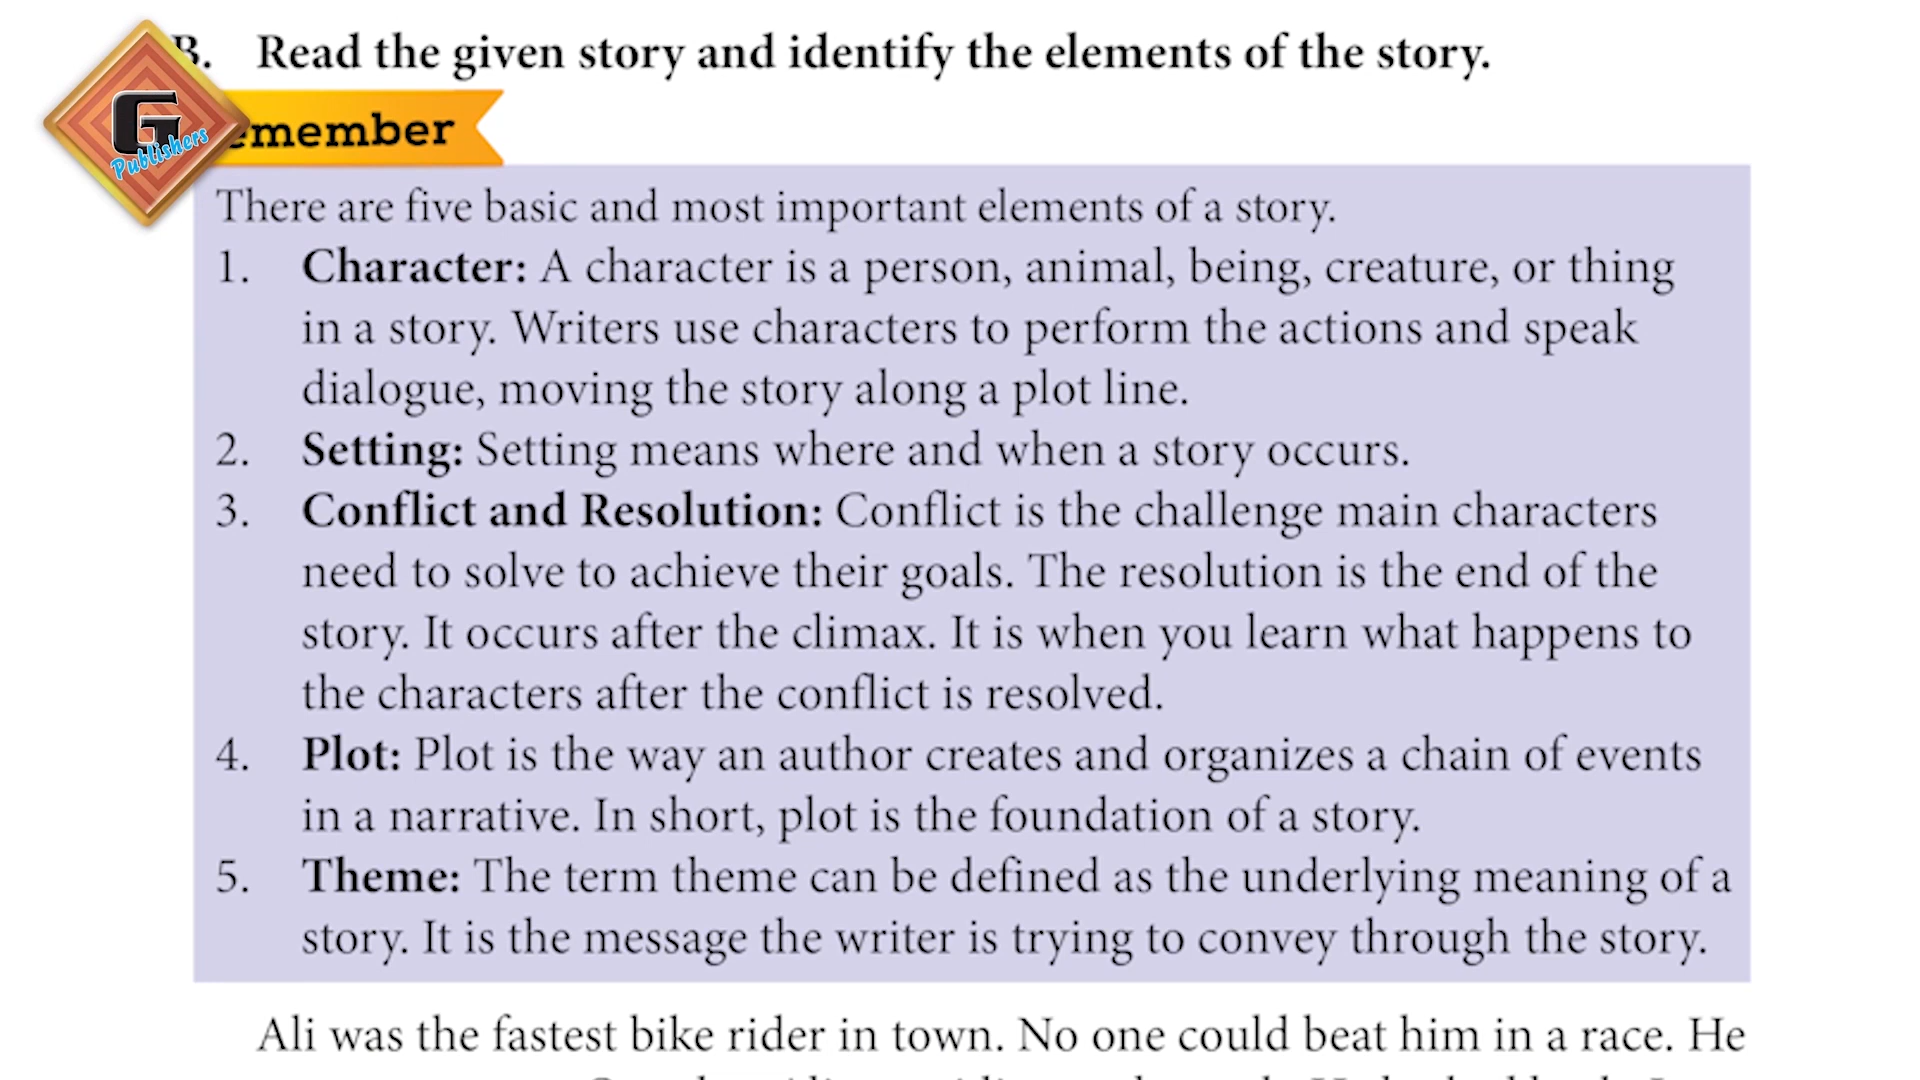 B. Read the given story and identify the elements of the story.
G
Publishers
emember
There are five basic and most important elements of a story.
1. Character: A character is a person, animal, being, creature, or thing
in a story. Writers use characters to perform the actions and speak
dialogue, moving the story along a plot line.
2. Setting: Setting means where and when a story occurs.
3. Conflict and Resolution: Conflict is the challenge main characters
need to solve to achieve their goals. The resolution is the end of the
story. It occurs after the climax. It is when you learn what happens to
the characters after the conflict is resolved.
4. Plot: Plot is the way an author creates and organizes a chain of events
in a narrative. In short, plot is the foundation of a story.
5. Theme: The term theme can be defined as the underlying meaning of a
story. It is the message the writer is trying to convey through the story.
Ali was the fastest bike rider in town. No one could beat him in a race. He